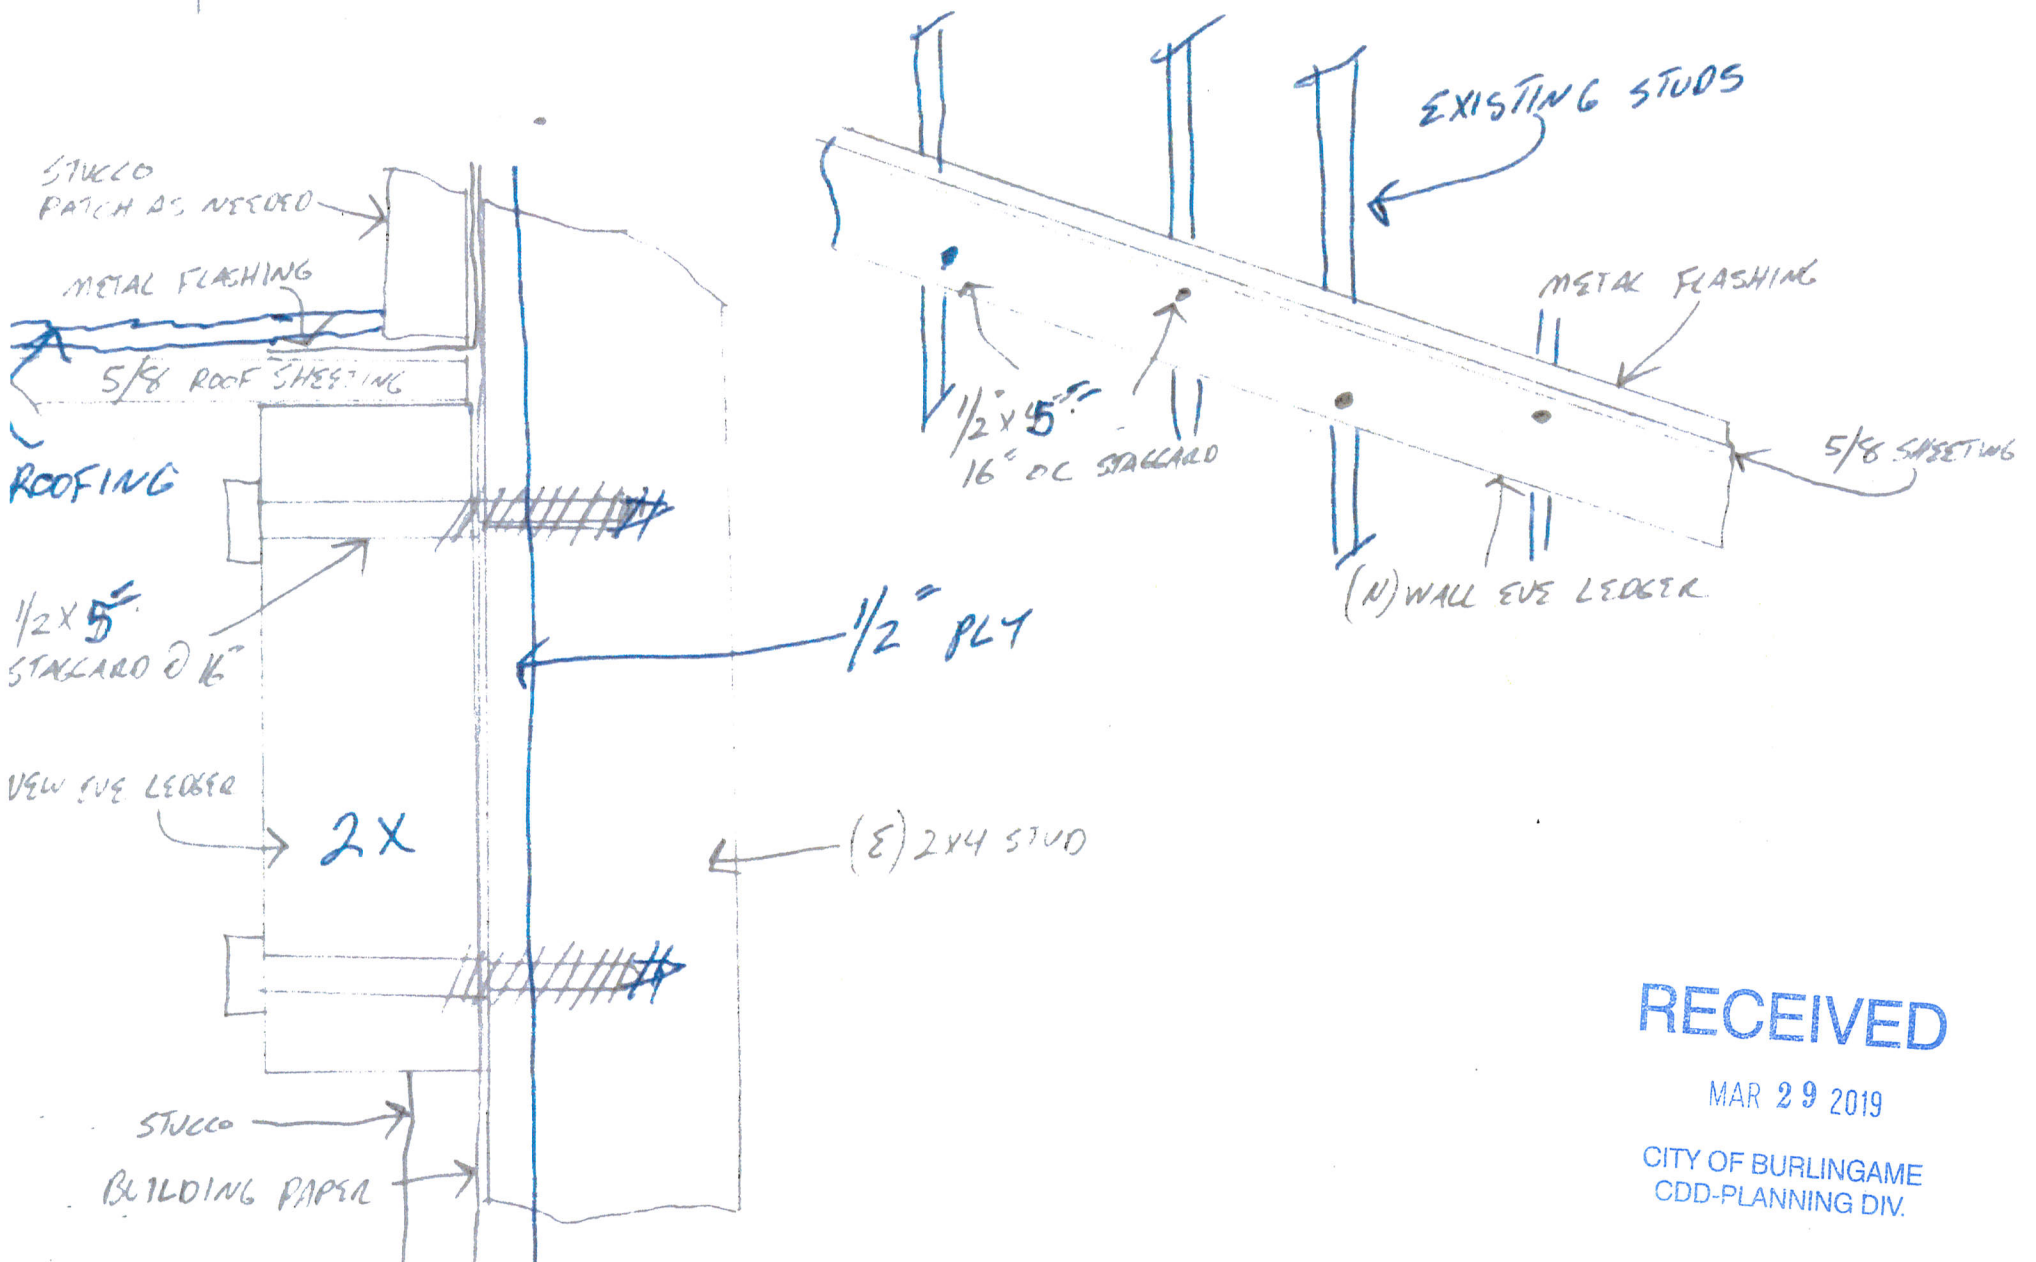 STUCCO
PATCH AS NEEDED
METAL FLASHING
5/8 ROOF SHEETING
ROOFING
1/2 X 5"
STAGGARD @ 16"
NEW EVE LEDGER
2X
STUCCO
BUILDING PAPER
1/2" PLY
(E) 2X4 STUD
EXISTING STUDS
METAL FLASHING
1/2" X 5"
16" OC STAGGARD
5/8 SHEETING
(N) WALL EVE LEDGER
RECEIVED
MAR 29 2019
CITY OF BURLINGAME
CDD-PLANNING DIV.